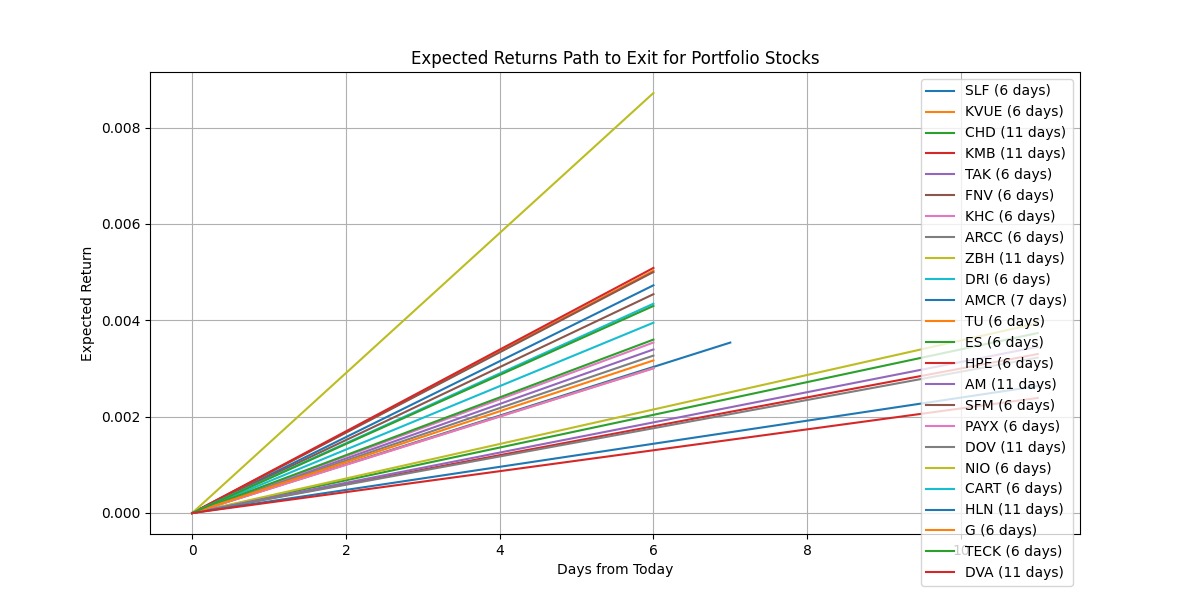 Expected Returns Path to Exit for Portfolio Stocks
Expected Return
0.008
0.006
0.004
0.002
0.000
0
2
4
6
8
10
Days from Today
SLF (6 days)
KVUE (6 days)
CHD (11 days)
KMB (11 days)
TAK (6 days)
FNV (6 days)
KHC (6 days)
ARCC (6 days)
ZBH (11 days)
DRI (6 days)
AMCR (7 days)
TU (6 days)
ES (6 days)
HPE (6 days)
AM (11 days)
SFM (6 days)
PAYX (6 days)
DOV (11 days)
NIO (6 days)
CART (6 days)
HLN (11 days)
G (6 days)
TECK (6 days)
DVA (11 days)